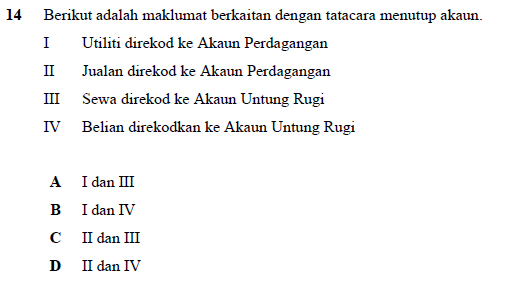 14 Berikut adalah maklumat berkaitan dengan tatacara menutup akaun.
I Utiliti direkod ke Akaun Perdagangan
II Jualan direkod ke Akaun Perdagangan
III Sewa direkod ke Akaun Untung Rugi
IV Belian direkodkan ke Akaun Untung Rugi
A I dan III
B I dan IV
C II dan III
D II dan IV